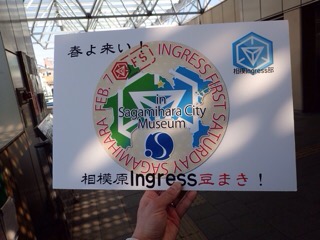 春よ来い！
INGRESS FIRST SATURDAY SAGAMIHARA FEB. 7
FS
in
Sagamihara City
Museum
相模原Ingress部
相模原Ingress豆まき！